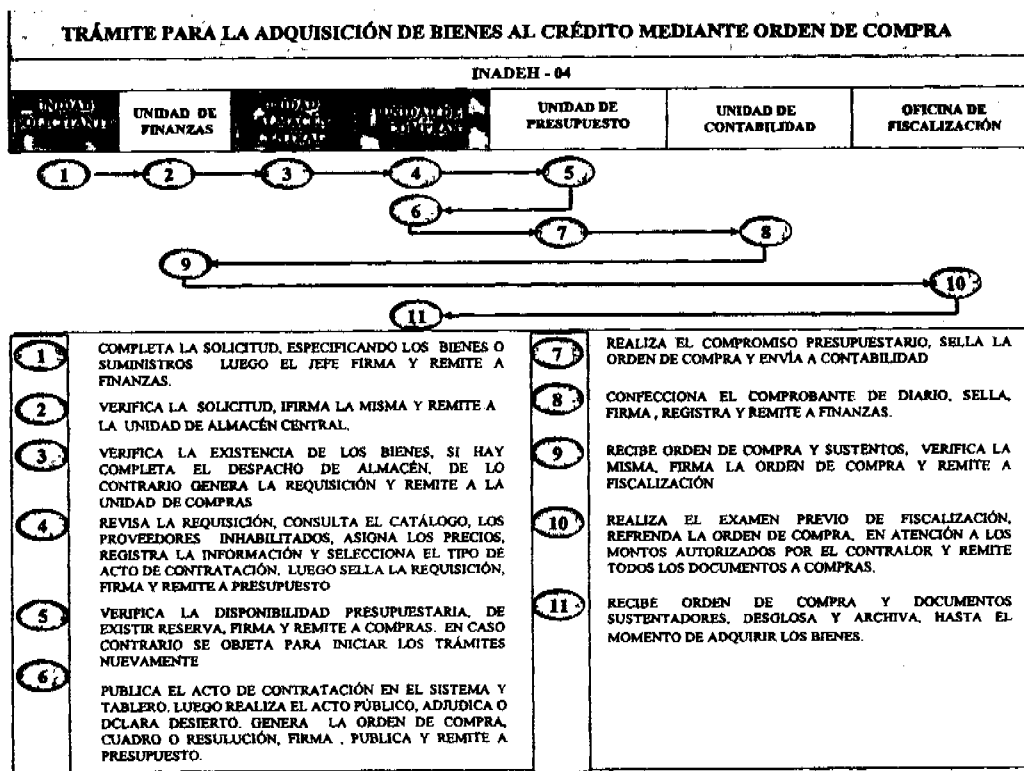 TRÁMITE PARA LA ADQUISICIÓN DE BIENES AL CRÉDITO MEDIANTE ORDEN DE COMPRA
INADEH - 04
UNIDAD SOLICITANTE
UNIDAD DE
FINANZAS
UNIDAD
ALMACÉN
CENTRAL
UNIDAD DE
COMPRAS
UNIDAD DE
PRESUPUESTO
UNIDAD DE
CONTABILIDAD
OFICINA DE
FISCALIZACIÓN
1 2 3 4 5
6
7 8
9
10
11
1
COMPLETA LA SOLICITUD, ESPECIFICANDO LOS BIENES O
SUMINISTROS LUEGO EL JEFE FIRMA Y REMITE A
FINANZAS.
2
VERIFICA LA SOLICITUD, IFIRMA LA MISMA Y REMITE A
LA UNIDAD DE ALMACÉN CENTRAL.
3
VERIFICA LA EXISTENCIA DE LOS BIENES, SI HAY
COMPLETA EL DESPACHO DE ALMACÉN, DE LO
CONTRARIO GENERA LA REQUISICIÓN Y REMITE A LA
UNIDAD DE COMPRAS
4
REVISA LA REQUISICIÓN, CONSULTA EL CATÁLOGO, LOS
PROVEEDORES INHABILITADOS, ASIGNA LOS PRECIOS,
REGISTRA LA INFORMACIÓN Y SELECCIONA EL TIPO DE
ACTO DE CONTRATACIÓN. LUEGO SELLA LA REQUISICIÓN,
FIRMA Y REMITE A PRESUPUESTO
5
VERIFICA LA DISPONIBILIDAD PRESUPUESTARIA, DE
EXISTIR RESERVA, FIRMA Y REMITE A COMPRAS. EN CASO
CONTRARIO SE OBJETA PARA INICIAR LOS TRÁMITES
NUEVAMENTE
6
PUBLICA EL ACTO DE CONTRATACIÓN EN EL SISTEMA Y
TABLERO. LUEGO REALIZA EL ACTO PÚBLICO, ADJUDICA O
DCLARA DESIERTO. GENERA LA ORDEN DE COMPRA,
CUADRO O RESULUCIÓN, FIRMA , PUBLICA Y REMITE A
PRESUPUESTO.
7
REALIZA EL COMPROMISO PRESUPUESTARIO, SELLA LA
ORDEN DE COMPRA Y ENVÍA A CONTABILIDAD
8
CONFECCIONA EL COMPROBANTE DE DIARIO, SELLA,
FIRMA , REGISTRA Y REMITE A FINANZAS.
9
RECIBE ORDEN DE COMPRA Y SUSTENTOS, VERIFICA LA
MISMA, FIRMA LA ORDEN DE COMPRA Y REMITE A
FISCALIZACIÓN
10
REALIZA EL EXAMEN PREVIO DE FISCALIZACIÓN,
REFRENDA LA ORDEN DE COMPRA, EN ATENCIÓN A LOS
MONTOS AUTORIZADOS POR EL CONTRALOR Y REMITE
TODOS LOS DOCUMENTOS A COMPRAS.
11
RECIBE ORDEN DE COMPRA Y DOCUMENTOS
SUSTENTADORES, DESGLOSA Y ARCHIVA, HASTA EL
MOMENTO DE ADQUIRIR LOS BIENES.